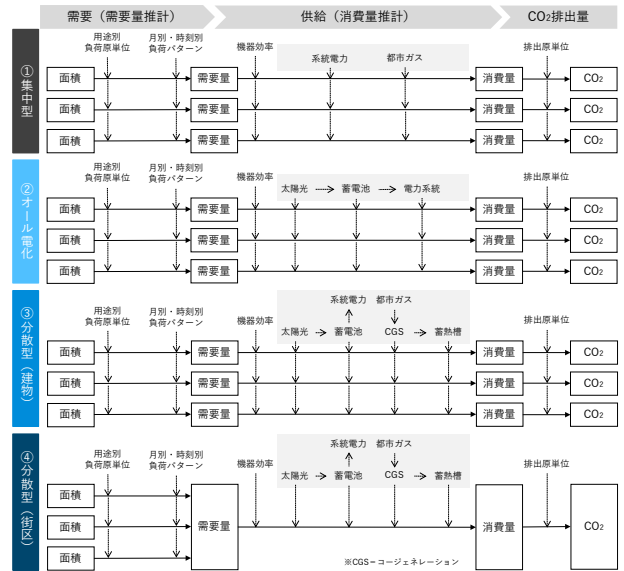 需要（需要量推計） 供給（消費量推計） CO2排出量
①集中型
用途別
負荷原単位
月別・時刻別
負荷パターン
機器効率
系統電力 都市ガス
排出原単位
面積 需要量 消費量 CO2
面積 需要量 消費量 CO2
面積 需要量 消費量 CO2
②オール電化
用途別
負荷原単位
月別・時刻別
負荷パターン
機器効率
太陽光 蓄電池 電力系統
排出原単位
面積 需要量 消費量 CO2
面積 需要量 消費量 CO2
面積 需要量 消費量 CO2
③分散型（建物）
用途別
負荷原単位
月別・時刻別
負荷パターン
機器効率
系統電力 都市ガス
太陽光 蓄電池 CGS 蓄熱槽
排出原単位
面積 需要量 消費量 CO2
面積 需要量 消費量 CO2
面積 需要量 消費量 CO2
④分散型（街区）
用途別
負荷原単位
月別・時刻別
負荷パターン
機器効率
系統電力 都市ガス
太陽光 蓄電池 CGS 蓄熱槽
排出原単位
面積
面積 需要量 消費量 CO2
面積
※CGS＝コージェネレーション